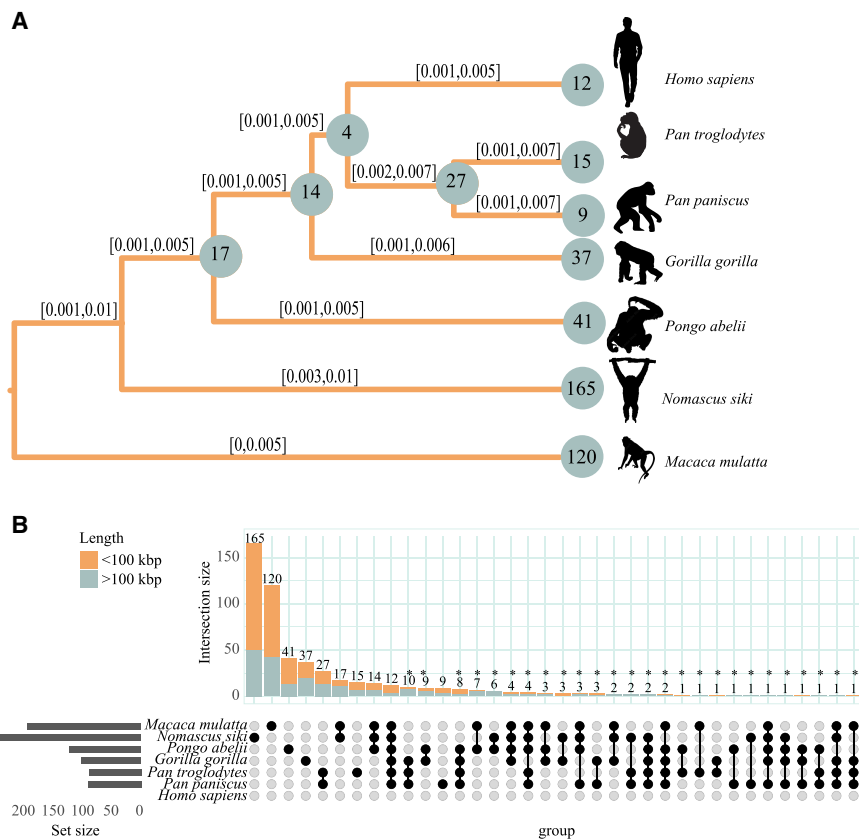 A
[0.001,0.005]
12
Homo sapiens
[0.001,0.005]
4
Pan troglodytes
[0.001,0.007]
15
[0.002,0.007]
27
[0.001,0.005]
14
[0.001,0.007]
9
Pan paniscus
[0.001,0.005]
17
[0.001,0.006]
37
Gorilla gorilla
[0.001,0.01]
[0.001,0.005]
41
Pongo abelii
[0.003,0.01]
165
Nomascus siki
[0,0.005]
120
Macaca mulatta
B
Length
<100 kbp
>100 kbp
Intersection size
150
100
50
0
165 120 41 37 27 17 15 14 12 10 9 9 8 7 6 4 4 3 3 3 3 2 2 2 2 1 1 1 1 1 1 1 1 1 1 1
* * * * * * * * * * * * * * * * * * * * * * * * * *
Macaca mulatta
Nomascus siki
Pongo abelii
Gorilla gorilla
Pan troglodytes
Pan paniscus
Homo sapiens
200 150 100 50 0
Set size
group